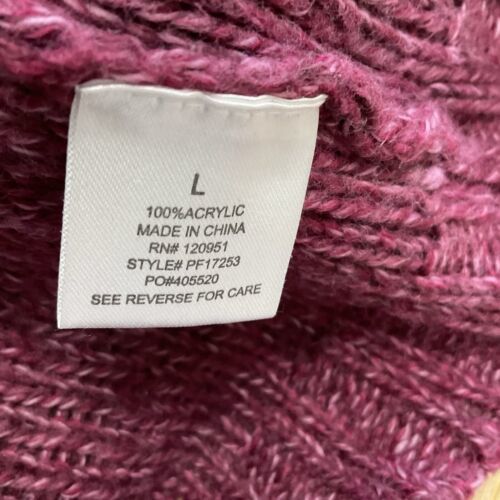 L
100%ACRYLIC
MADE IN CHINA
RN# 120951
STYLE# PF17253
PO#405520
SEE REVERSE FOR CARE